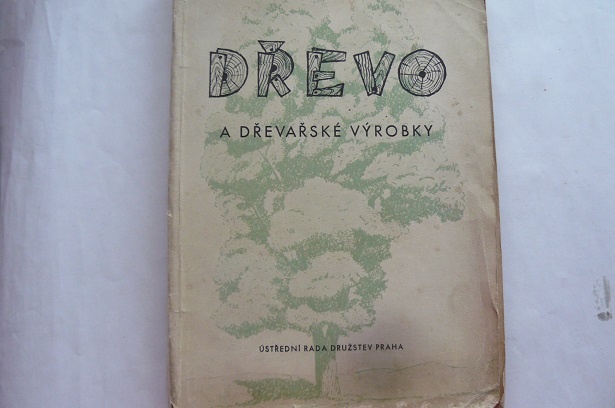 DŘEVO
A DŘEVAŘSKÉ VÝROBKY
ÚSTŘEDNÍ RADA DRUŽSTEV PRAHA